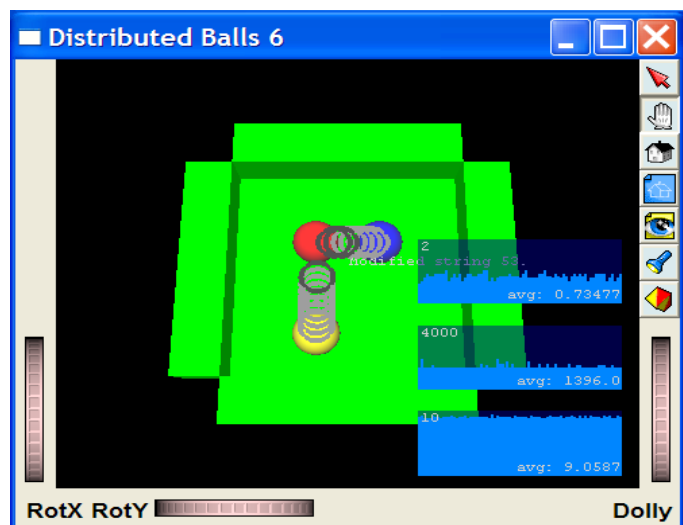 Distributed Balls 6
2
Modified string 53.
avg: 0.73477
4000
avg: 1396.0
10
avg: 9.0587
RotX RotY
Dolly